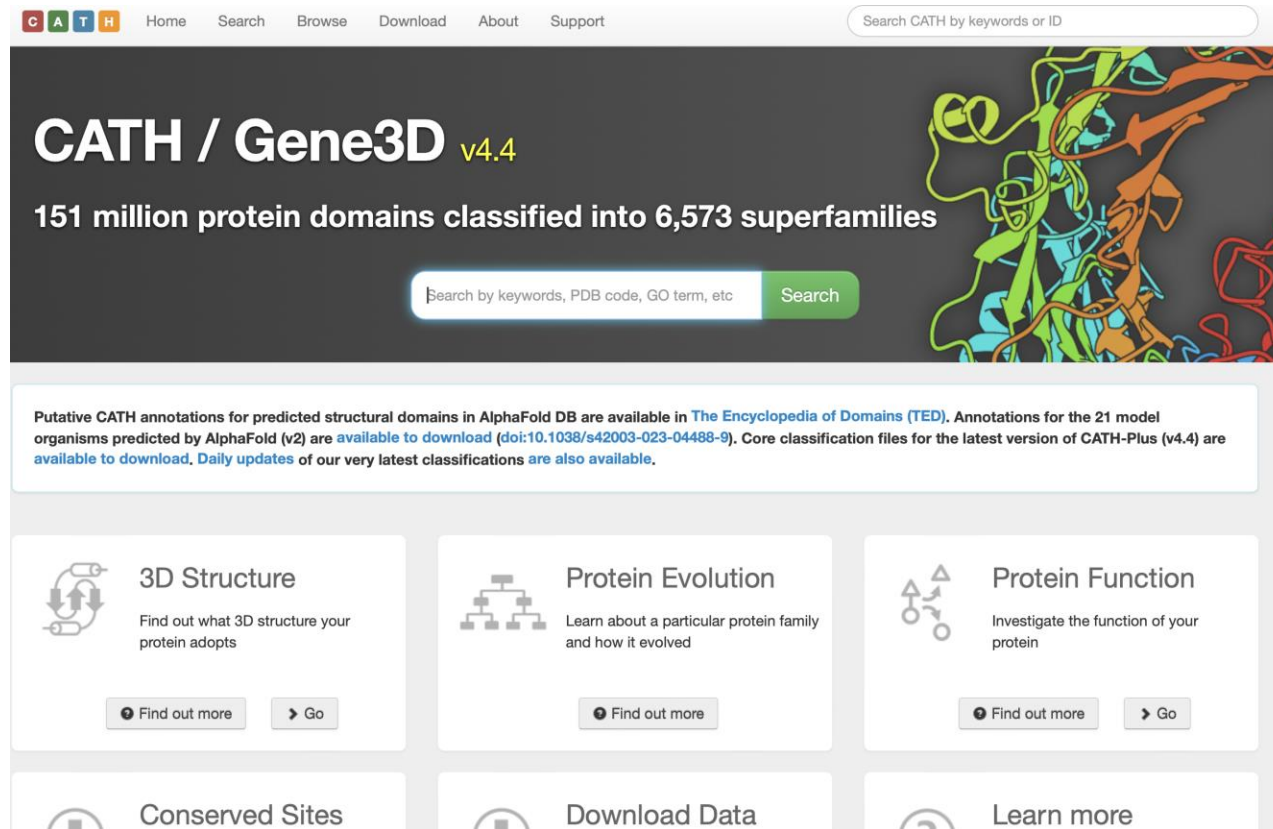 C A T H Home Search Browse Download About Support Search CATH by keywords or ID
CATH / Gene3D v4.4
151 million protein domains classified into 6,573 superfamilies
Search by keywords, PDB code, GO term, etc Search
Putative CATH annotations for predicted structural domains in AlphaFold DB are available in The Encyclopedia of Domains (TED). Annotations for the 21 model
organisms predicted by AlphaFold (v2) are available to download (doi:10.1038/s42003-023-04488-9). Core classification files for the latest version of CATH-Plus (v4.4) are
available to download. Daily updates of our very latest classifications are also available.
3D Structure
Find out what 3D structure your
protein adopts
Find out more Go
Protein Evolution
Learn about a particular protein family
and how it evolved
Find out more
Protein Function
Investigate the function of your
protein
Find out more Go
Conserved Sites
Download Data
Learn more